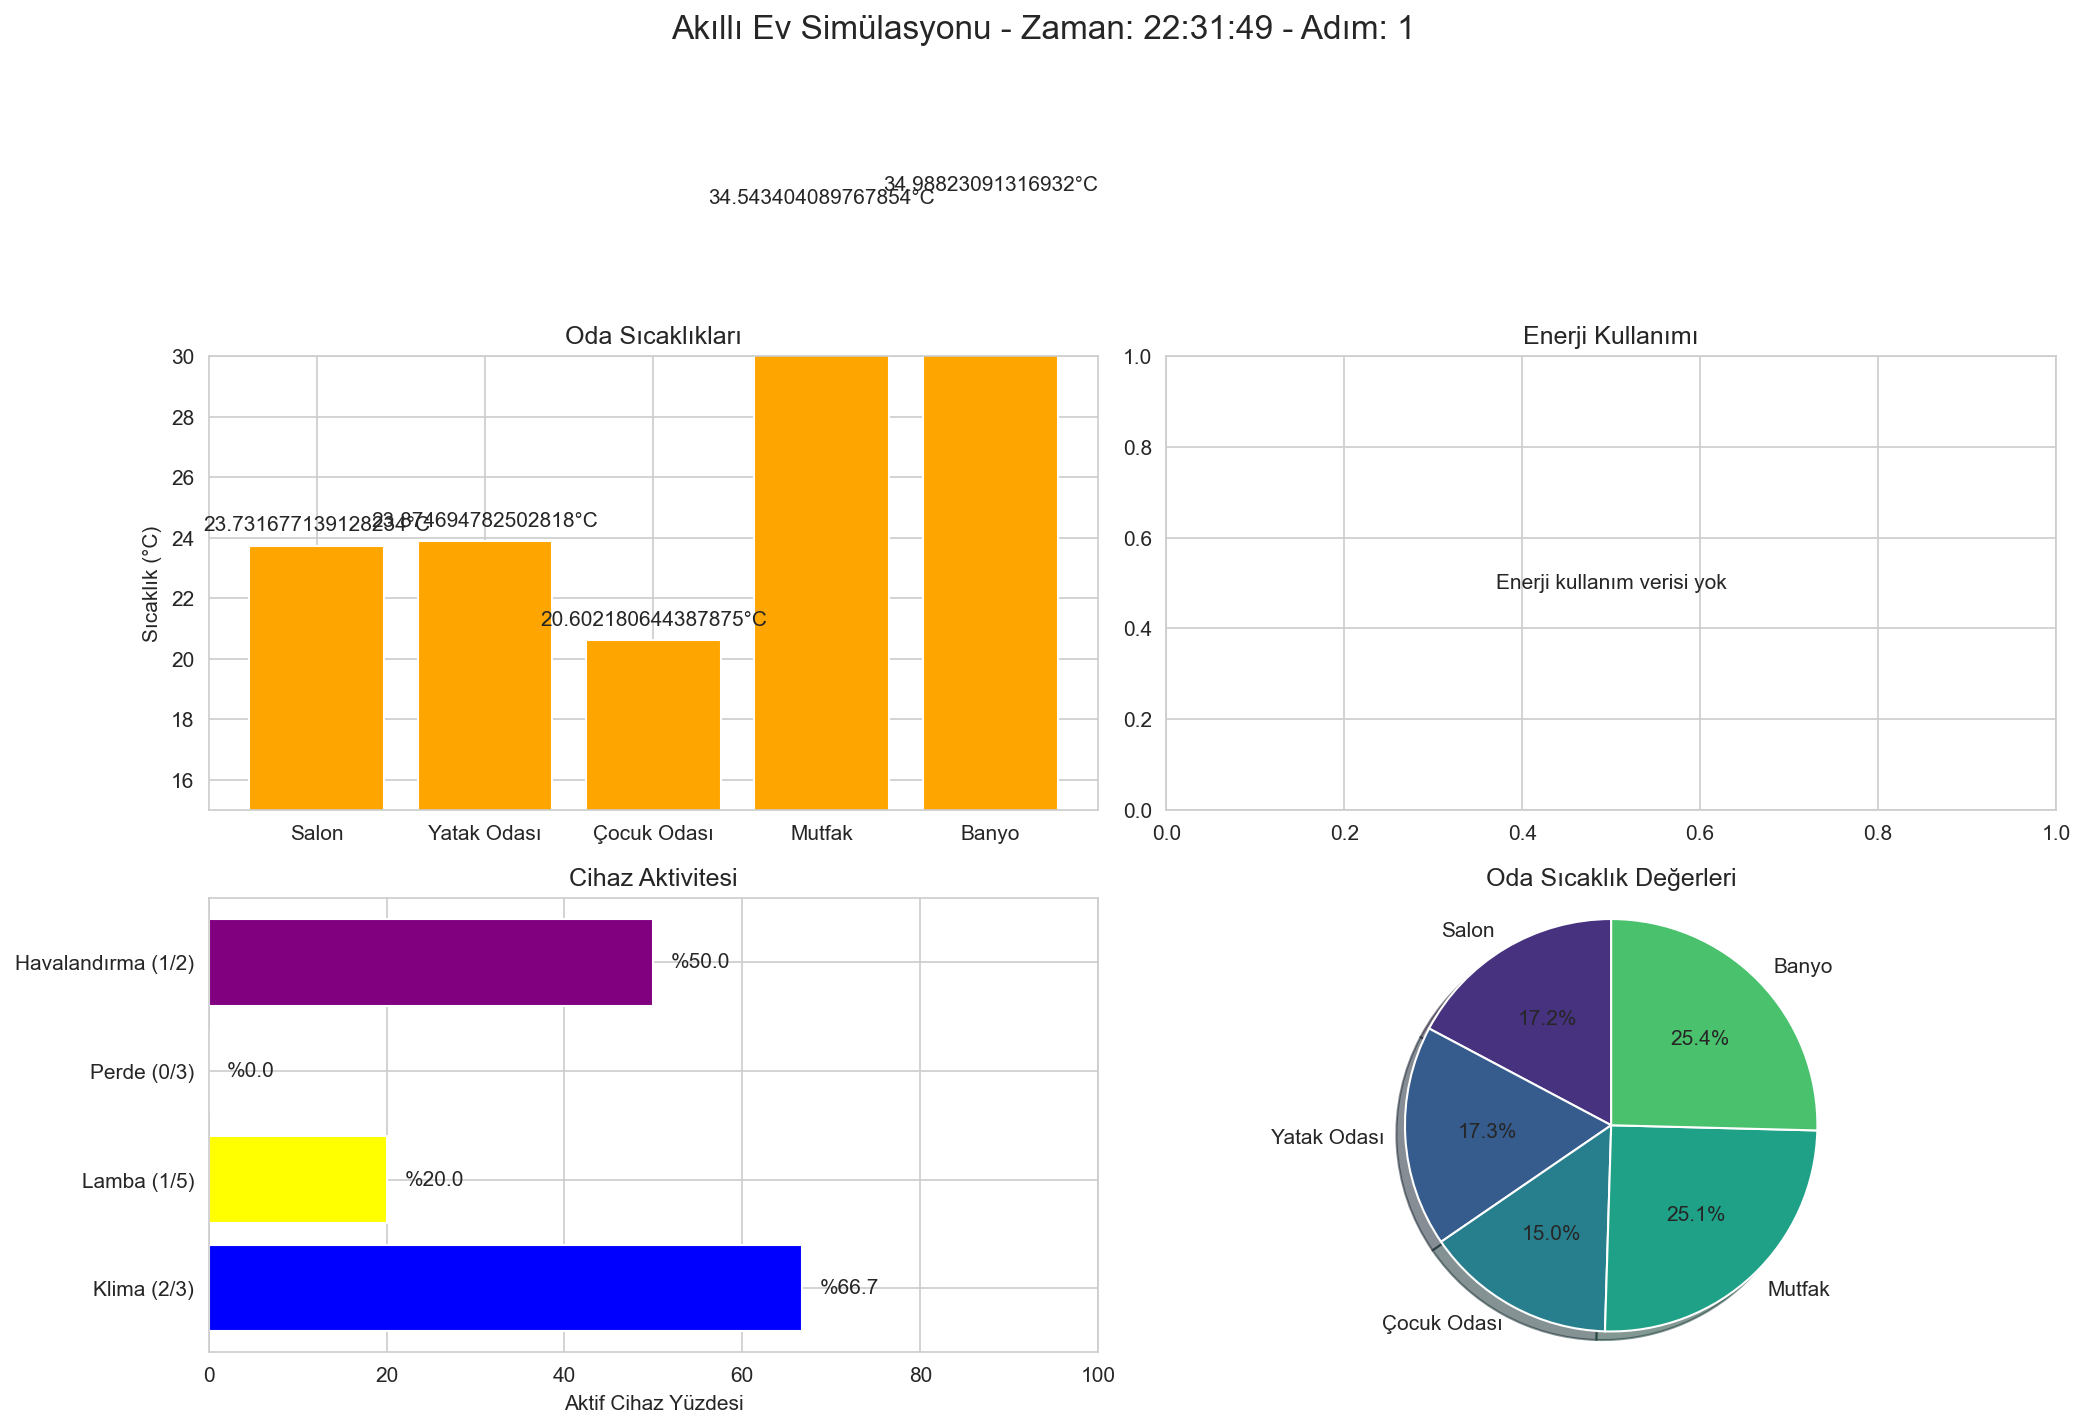 Akıllı Ev Simülasyonu - Zaman: 22:31:49 - Adım: 1
34.543404089767854°C
34.98823091316932°C
Oda Sıcaklıkları
30
28
26
24
22
20
18
16
Sıcaklık (°C)
23.731677139128234°C
23.874694782502818°C
20.602180644387875°C
Salon
Yatak Odası
Çocuk Odası
Mutfak
Banyo
Enerji Kullanımı
1.0
0.8
0.6
0.4
0.2
0.0
Enerji kullanım verisi yok
0.0
0.2
0.4
0.6
0.8
1.0
Cihaz Aktivitesi
Havalandırma (1/2)
%50.0
Perde (0/3)
%0.0
Lamba (1/5)
%20.0
Klima (2/3)
%66.7
0
20
40
60
80
100
Aktif Cihaz Yüzdesi
Oda Sıcaklık Değerleri
Salon
17.2%
Banyo
25.4%
Yatak Odası
17.3%
Çocuk Odası
15.0%
Mutfak
25.1%